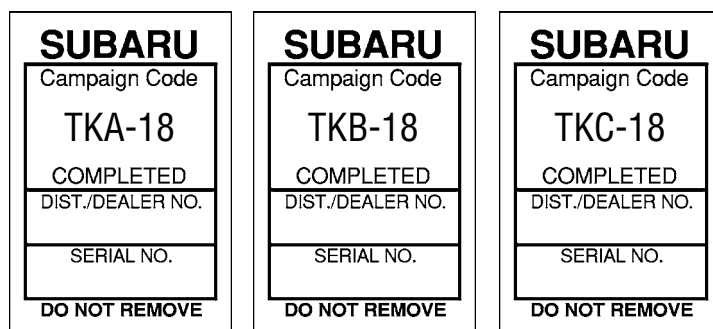 SUBARU
Campaign Code
TKA-18
COMPLETED
DIST./DEALER NO.
SERIAL NO.
DO NOT REMOVE
SUBARU
Campaign Code
TKB-18
COMPLETED
DIST./DEALER NO.
SERIAL NO.
DO NOT REMOVE
SUBARU
Campaign Code
TKC-18
COMPLETED
DIST./DEALER NO.
SERIAL NO.
DO NOT REMOVE